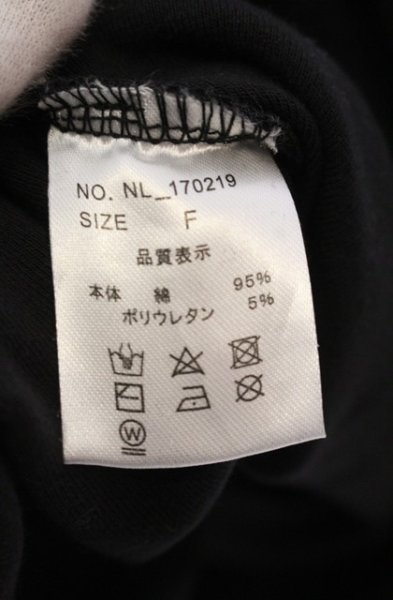 NO. NL_170219
SIZE F
品質表示
本体 綿 95%
ポリウレタン 5%
W